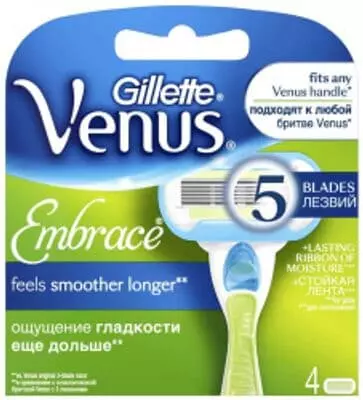 Gillette®
Venus®
fits any
Venus handle*
подходят к любой
бритве Venus*
Embrace®
5 BLADES
ЛЕЗВИЙ
feels smoother longer**
+LASTING
RIBBON OF
MOISTURE***
+СТОЙКАЯ
ЛЕНТА***
ощущение гладкости
еще дольше**
4